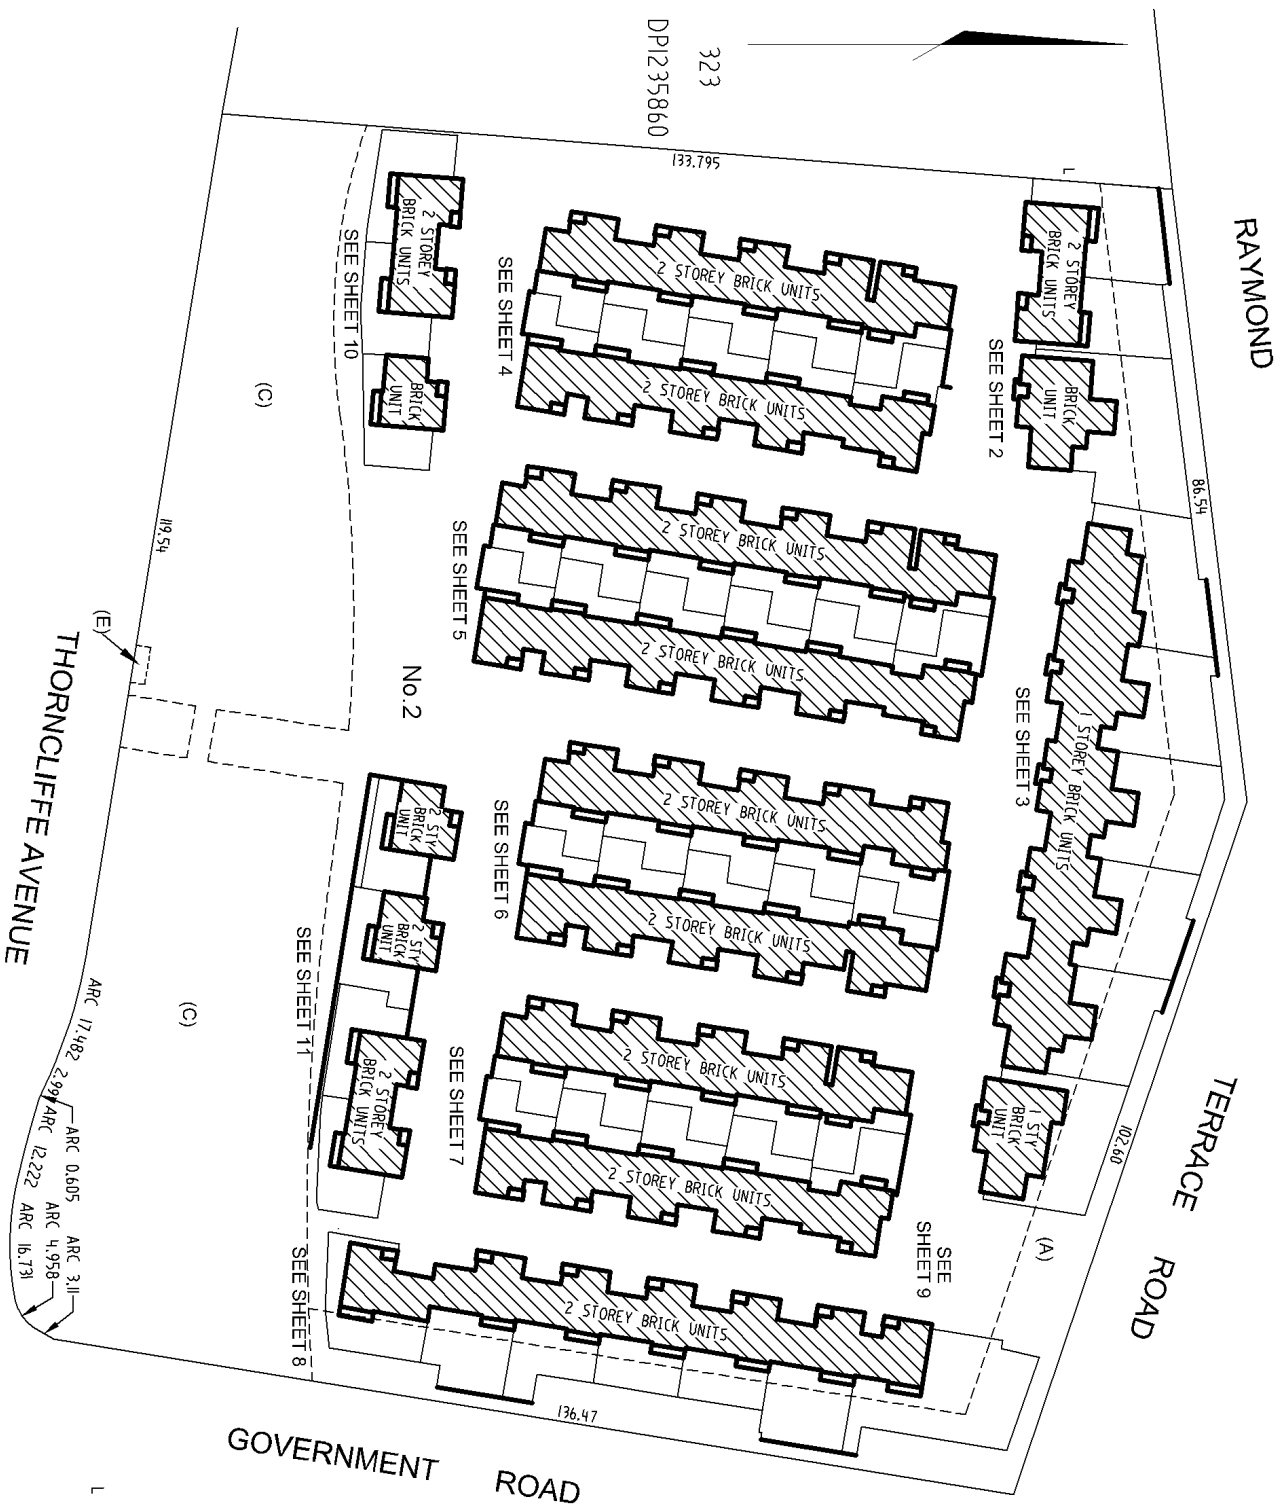 RAYMOND
TERRACE
ROAD
323
DP1235860
133.795
L
86.54
2 STOREY
BRICK UNITS
SEE SHEET 10
BRICK
UNIT
(C)
2 STOREY BRICK UNITS
SEE SHEET 4
2 STOREY BRICK UNITS
2 STOREY
BRICK UNITS
BRICK
UNIT
SEE SHEET 2
2 STOREY BRICK UNITS
SEE SHEET 5
2 STOREY BRICK UNITS
1 STOREY BRICK UNITS
SEE SHEET 3
119.54
(E)
THORNCLIFFE AVENUE
No.2
2 STOREY BRICK UNITS
SEE SHEET 6
2 STOREY BRICK UNITS
2 STY
BRICK
UNIT
2 STY
BRICK
UNIT
SEE SHEET 11
2 STOREY
BRICK UNITS
(C)
2 STOREY BRICK UNITS
SEE SHEET 7
2 STOREY BRICK UNITS
1 STY
BRICK
UNIT
102.60
(A)
SEE
SHEET 9
SEE SHEET 8
2 STOREY BRICK UNITS
ARC 17.482
2.99
ARC 0.605
ARC 12.222
ARC 3.11
ARC 4.958
ARC 16.731
136.47
GOVERNMENT ROAD
L